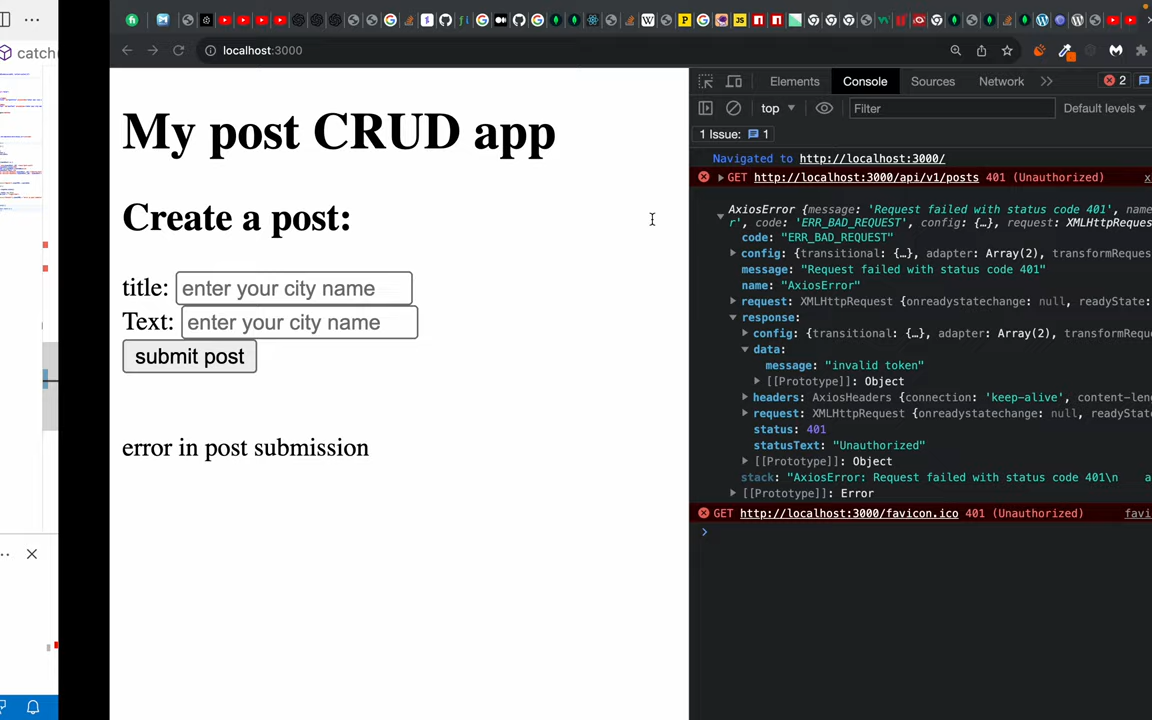 catch
localhost:3000
My post CRUD app
Create a post:
title: enter your city name
Text: enter your city name
submit post
error in post submission
Elements Console Sources Network 2
top Filter Default levels
1 Issue: 1
Navigated to http://localhost:3000/
GET http://localhost:3000/api/v1/posts 401 (Unauthorized)
AxiosError {message: 'Request failed with status code 401', name
r', code: 'ERR_BAD_REQUEST', config: {…}, request: XMLHttpReques
code: "ERR_BAD_REQUEST"
config: {transitional: {…}, adapter: Array(2), transformReques
message: "Request failed with status code 401"
name: "AxiosError"
request: XMLHttpRequest {onreadystatechange: null, readyState:
response:
config: {transitional: {…}, adapter: Array(2), transformReques
data:
message: "invalid token"
[[Prototype]]: Object
headers: AxiosHeaders {connection: 'keep-alive', content-len
request: XMLHttpRequest {onreadystatechange: null, readySta
status: 401
statusText: "Unauthorized"
[[Prototype]]: Object
stack: "AxiosError: Request failed with status code 401\n a
[[Prototype]]: Error
GET http://localhost:3000/favicon.ico 401 (Unauthorized) favi